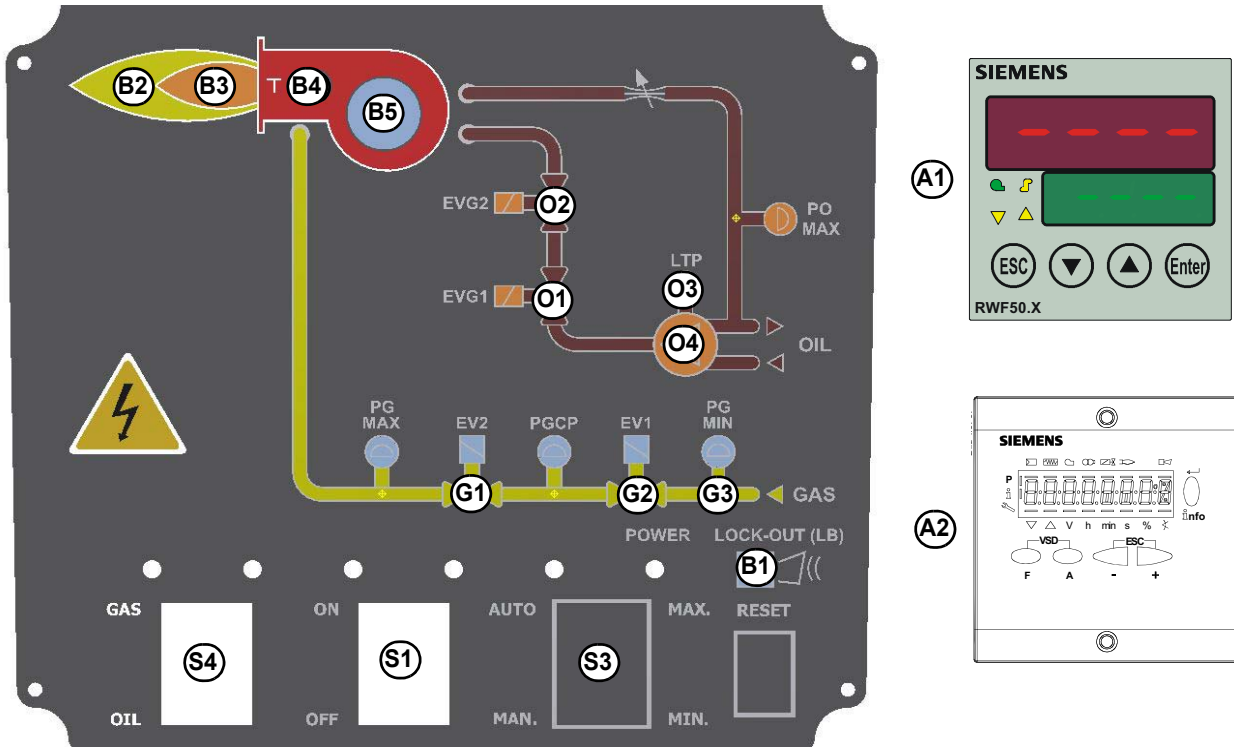 B2
B3
T
B4
B5
EVG2
O2
PO
MAX
LTP
EVG1
O1
O3
O4
OIL
PG
MAX
EV2
PGCP
EV1
PG
MIN
G1
G2
G3
GAS
POWER
LOCK-OUT (LB)
B1
GAS
ON
AUTO
MAX.
RESET
S4
S1
S3
OIL
OFF
MAN.
MIN.
A1
SIEMENS
ESC
Enter
RWF50.X
A2
SIEMENS
P
i
info
V h min s %
VSD
ESC
F A - +